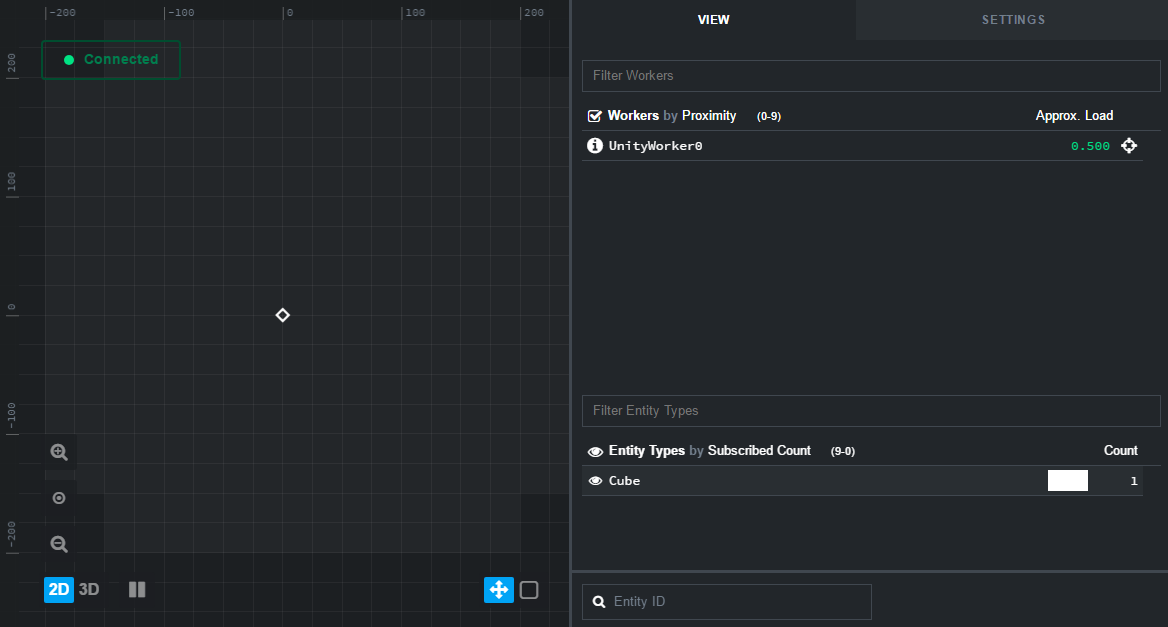 -200 -100 0 100 200
200
100
0
-100
-200
Connected
2D 3D
VIEW SETTINGS
Filter Workers
Workers by Proximity (0-9) Approx. Load
UnityWorker0 0.500
Filter Entity Types
Entity Types by Subscribed Count (9-0) Count
Cube 1
Entity ID